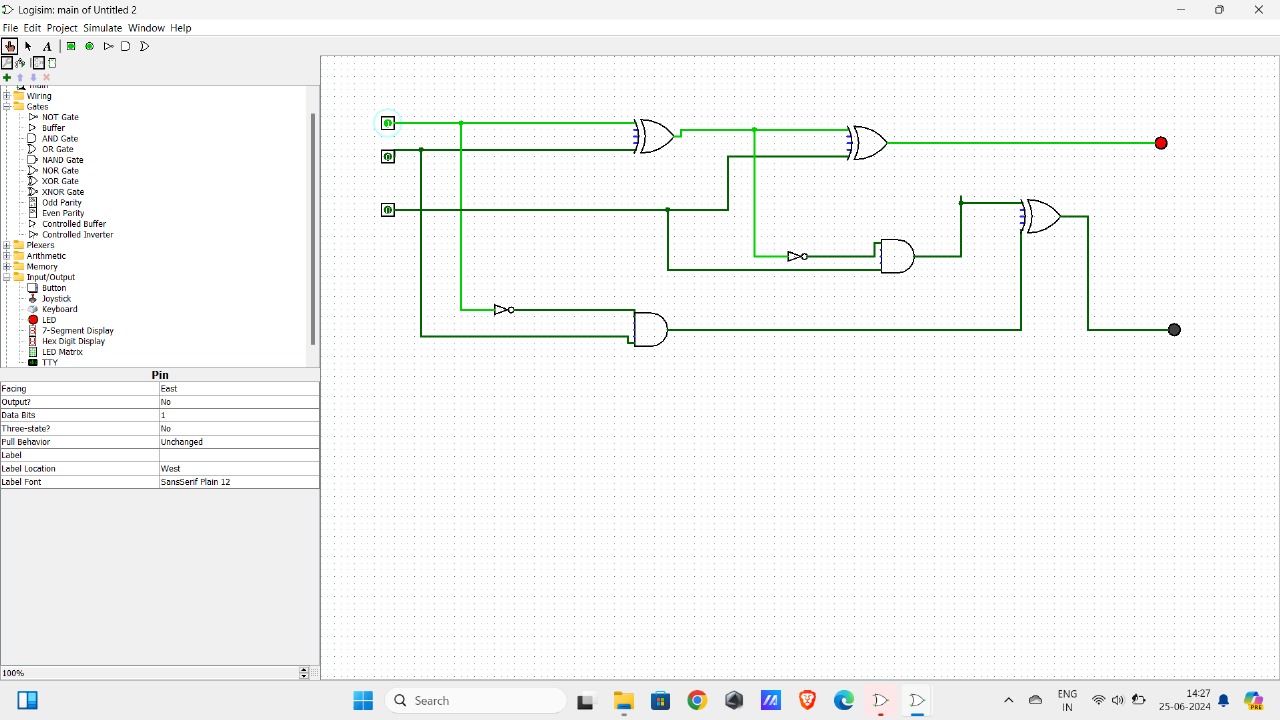 Logisim: main of Untitled 2
File Edit Project Simulate Window Help
A
main
Wiring
Gates
NOT Gate
Buffer
AND Gate
OR Gate
NAND Gate
NOR Gate
XOR Gate
XNOR Gate
Odd Parity
Even Parity
Controlled Buffer
Controlled Inverter
Plexers
Arithmetic
Memory
Input/Output
Button
Joystick
Keyboard
LED
7-Segment Display
Hex Digit Display
LED Matrix
TTY
Pin
Facing East
Output? No
Data Bits 1
Three-state? No
Pull Behavior Unchanged
Label
Label Location West
Label Font SansSerif Plain 12
100%
1
0
0
Search
ENG
IN
14:27
25-06-2024
PRE